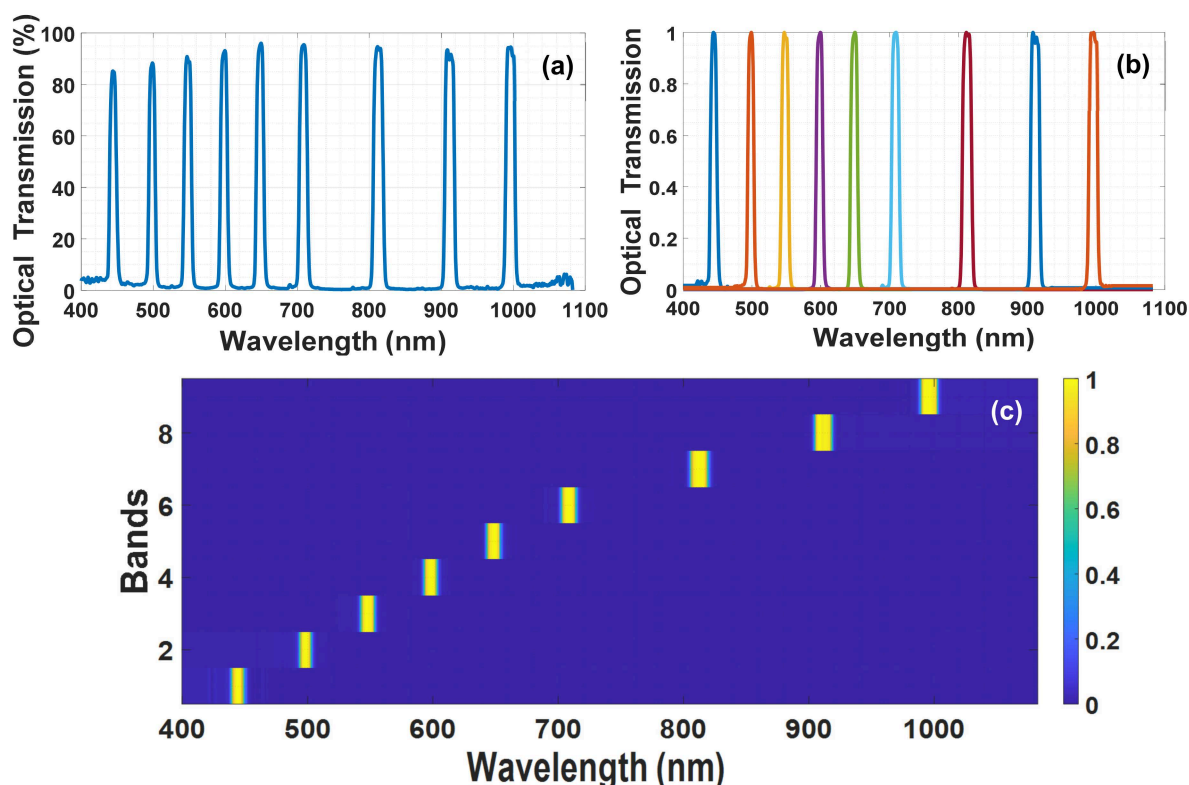 Optical Transmission (%)
100
80
60
40
20
0
(a)
400 500 600 700 800 900 1000 1100
Wavelength (nm)
Optical Transmission
1
0.8
0.6
0.4
0.2
0
(b)
400 500 600 700 800 900 1000 1100
Wavelength (nm)
Bands
8
6
4
2
(c)
400 500 600 700 800 900 1000
Wavelength (nm)
1
0.8
0.6
0.4
0.2
0